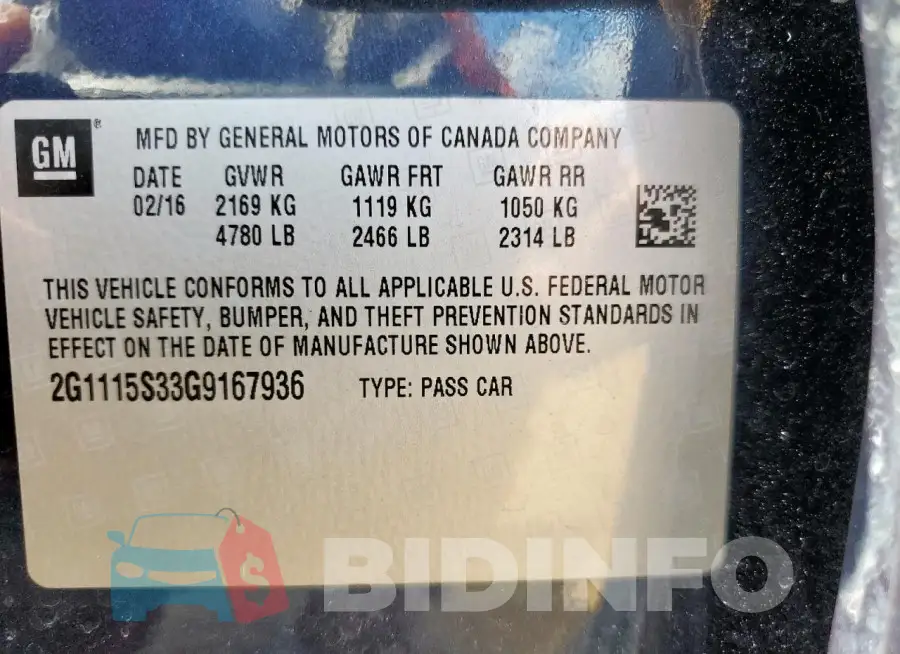 GM®
MFD BY GENERAL MOTORS OF CANADA COMPANY
DATE GVWR GAWR FRT GAWR RR
02/16 2169 KG 1119 KG 1050 KG
4780 LB 2466 LB 2314 LB
THIS VEHICLE CONFORMS TO ALL APPLICABLE U.S. FEDERAL MOTOR
VEHICLE SAFETY, BUMPER, AND THEFT PREVENTION STANDARDS IN
EFFECT ON THE DATE OF MANUFACTURE SHOWN ABOVE.
2G1115S33G9167936 TYPE: PASS CAR
$ BIDINFO